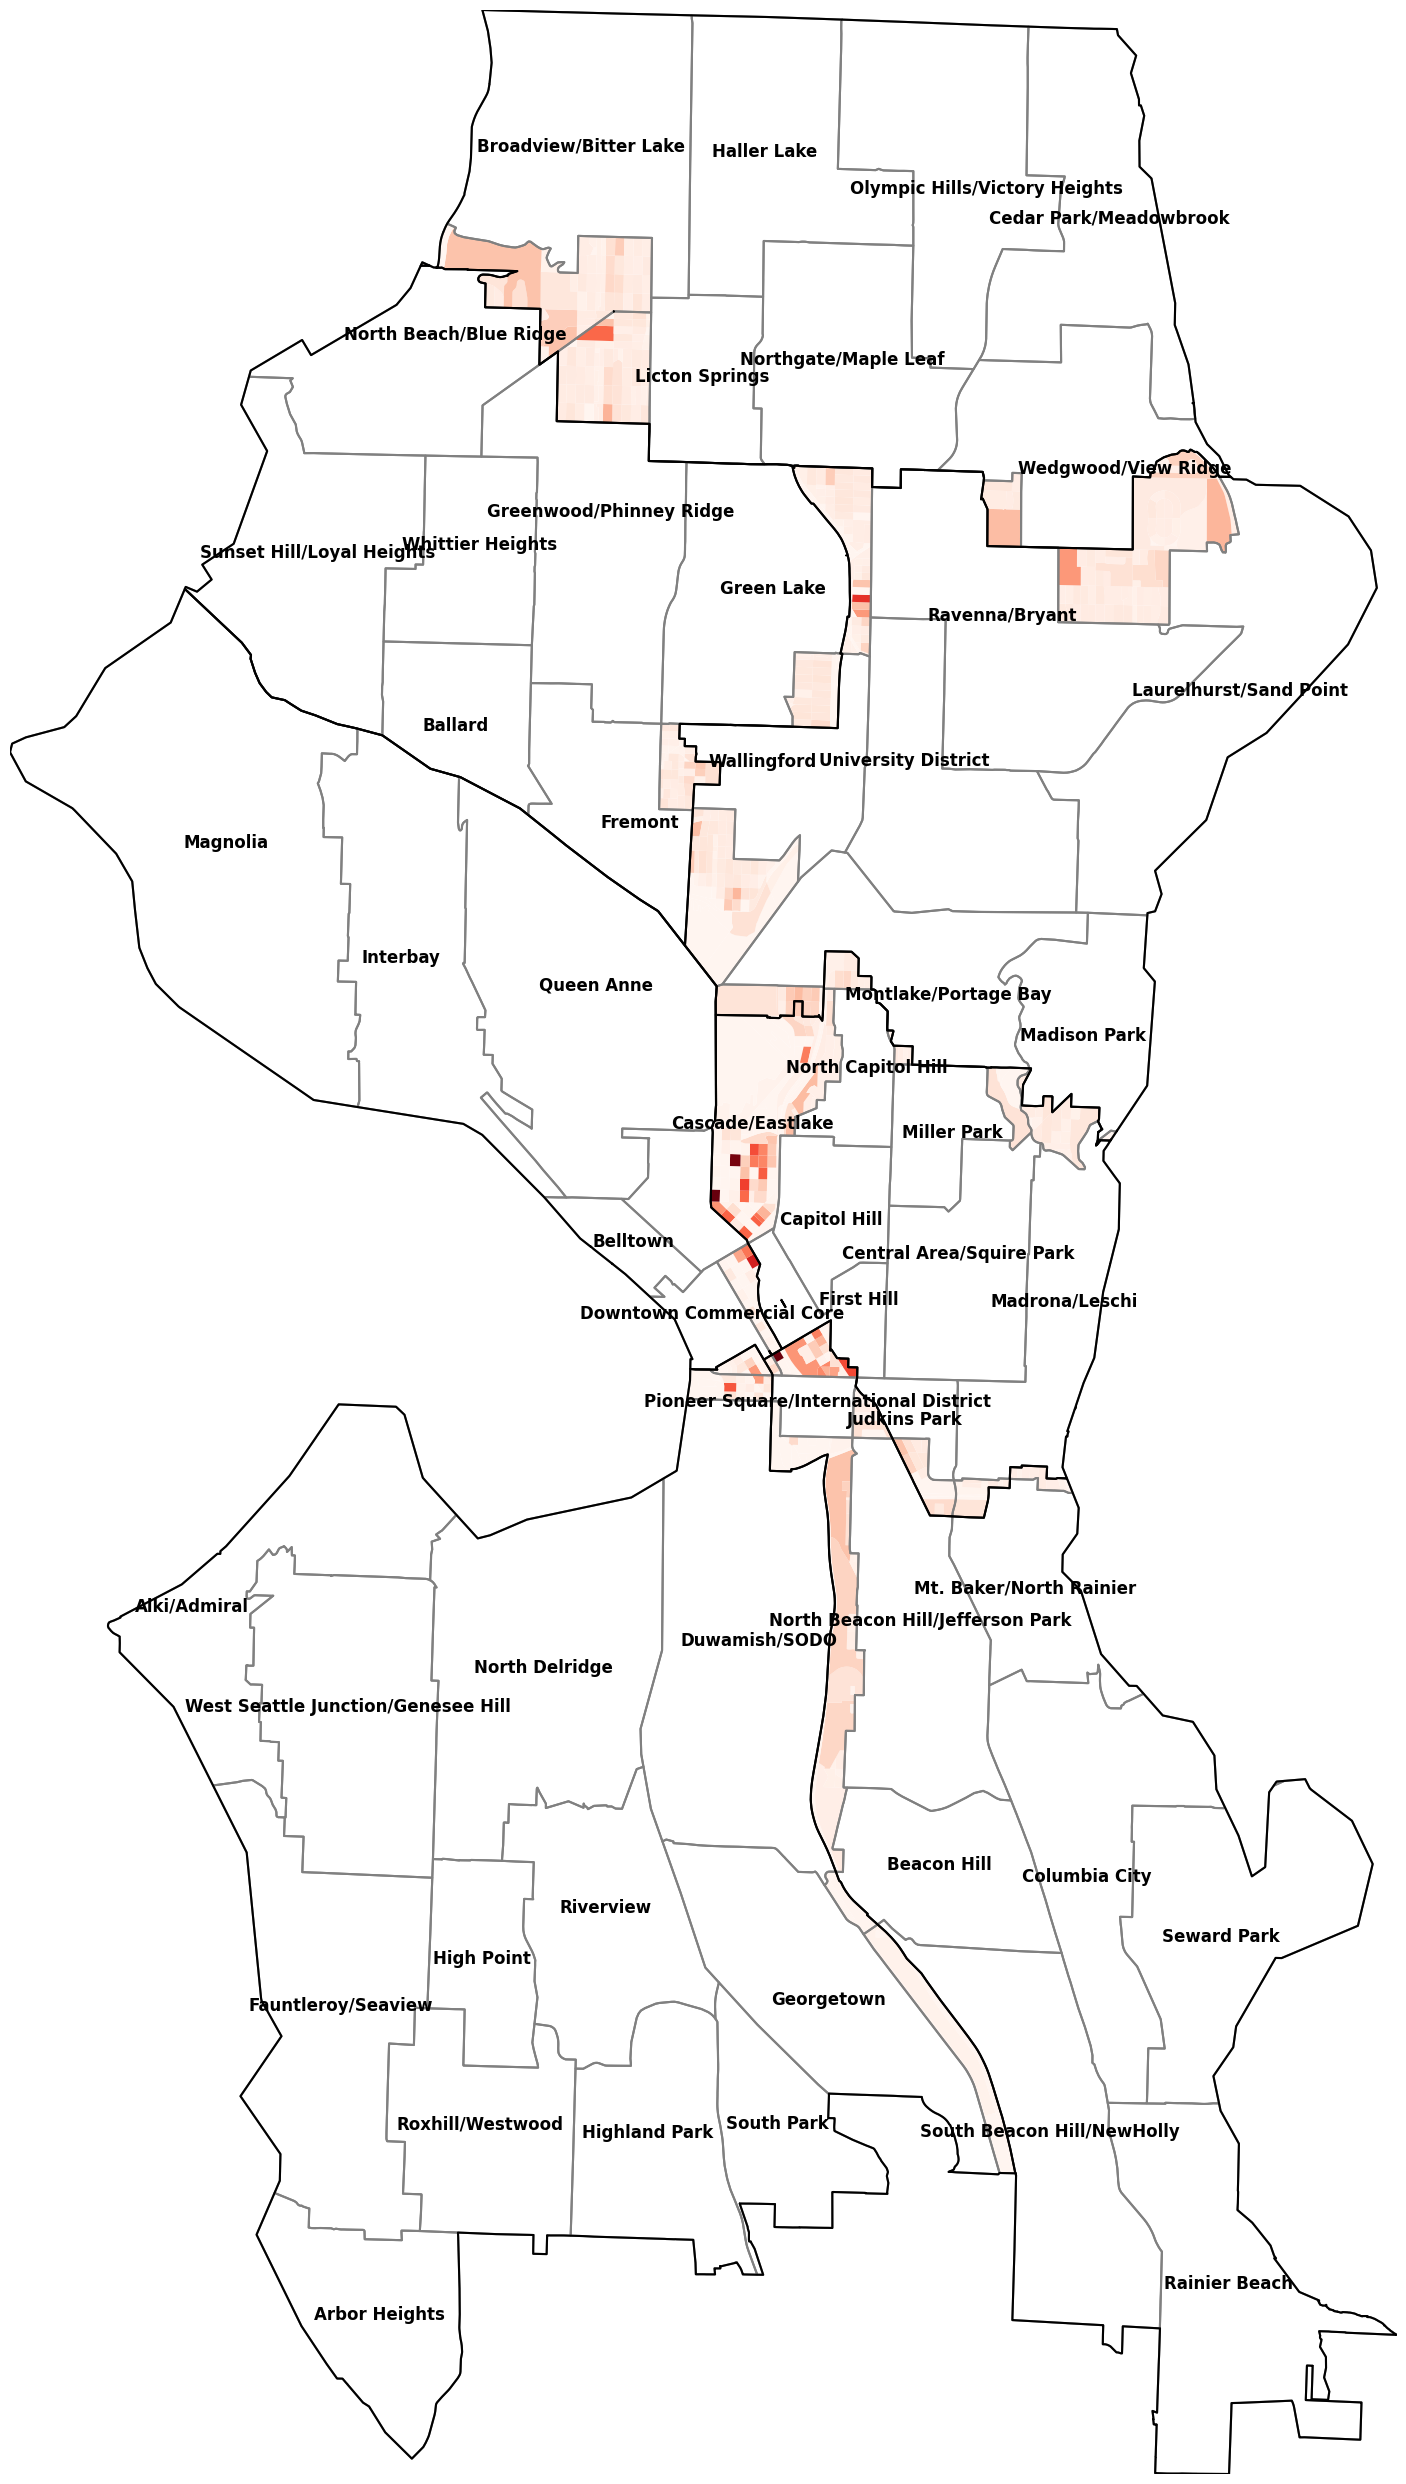 Broadview/Bitter Lake
Haller Lake
Olympic Hills/Victory Heights
Cedar Park/Meadowbrook
North Beach/Blue Ridge
Northgate/Maple Leaf
Licton Springs
Wedgwood/View Ridge
Greenwood/Phinney Ridge
Whittier Heights
Sunset Hill/Loyal Heights
Green Lake
Ravenna/Bryant
Laurelhurst/Sand Point
Ballard
Wallingford
University District
Fremont
Magnolia
Interbay
Queen Anne
Montlake/Portage Bay
Madison Park
North Capitol Hill
Cascade/Eastlake
Miller Park
Capitol Hill
Belltown
Central Area/Squire Park
First Hill
Madrona/Leschi
Downtown Commercial Core
Pioneer Square/International District
Judkins Park
Mt. Baker/North Rainier
Alki/Admiral
North Beacon Hill/Jefferson Park
Duwamish/SODO
North Delridge
West Seattle Junction/Genesee Hill
Beacon Hill
Columbia City
Riverview
Seward Park
High Point
Georgetown
Fauntleroy/Seaview
Roxhill/Westwood
South Park
Highland Park
South Beacon Hill/NewHolly
Rainier Beach
Arbor Heights